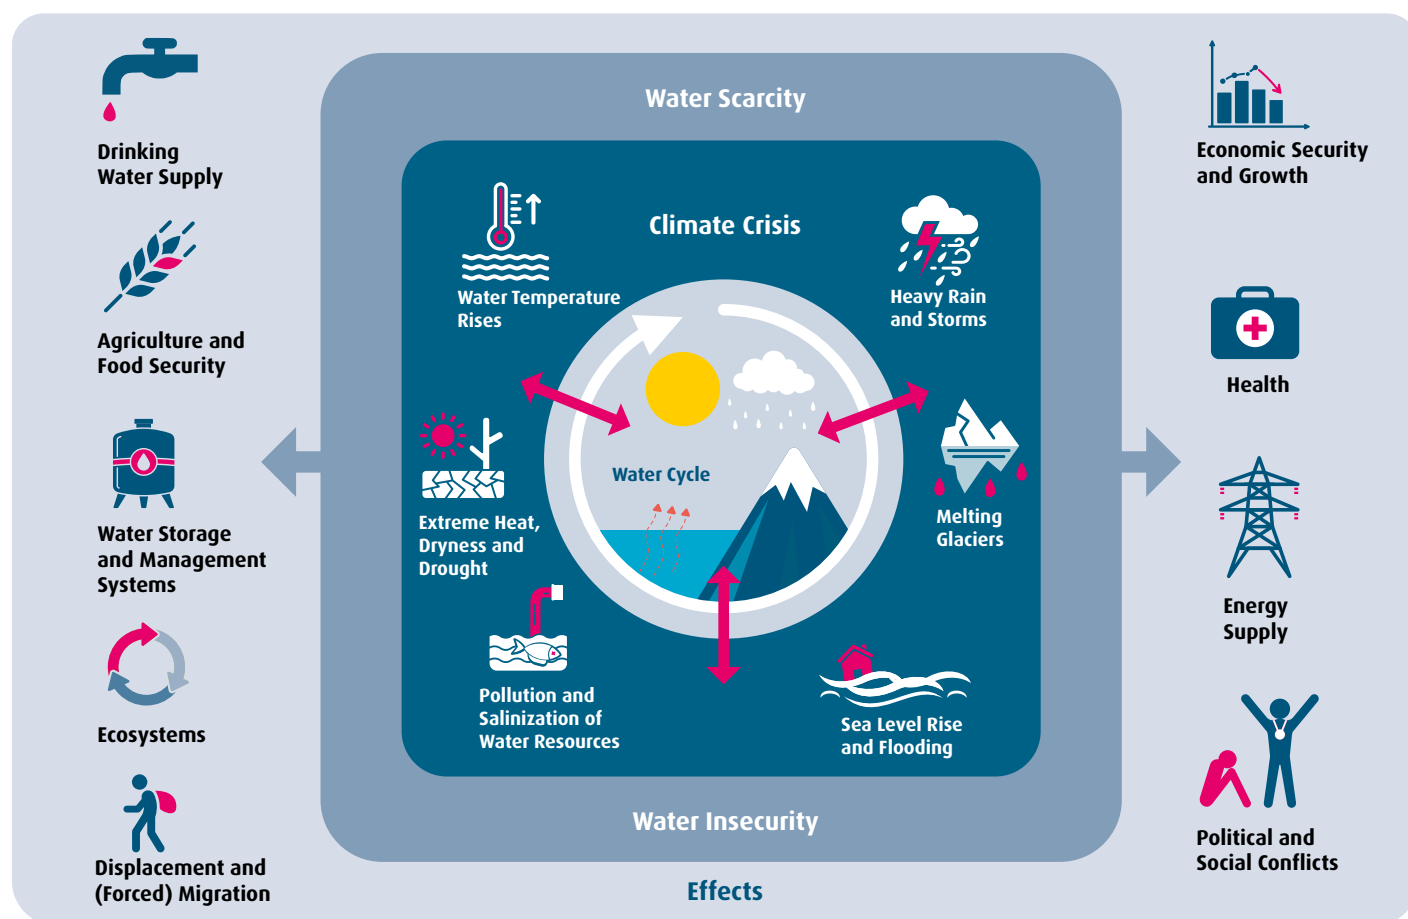 Drinking
Water Supply
Agriculture and
Food Security
Water Storage
and Management
Systems
Ecosystems
Displacement and
(Forced) Migration
Water Scarcity
Climate Crisis
Water Temperature
Rises
Heavy Rain
and Storms
Extreme Heat,
Dryness and
Drought
Water Cycle
Melting
Glaciers
Pollution and
Salinization of
Water Resources
Sea Level Rise
and Flooding
Water Insecurity
Effects
Economic Security
and Growth
Health
Energy
Supply
Political and
Social Conflicts